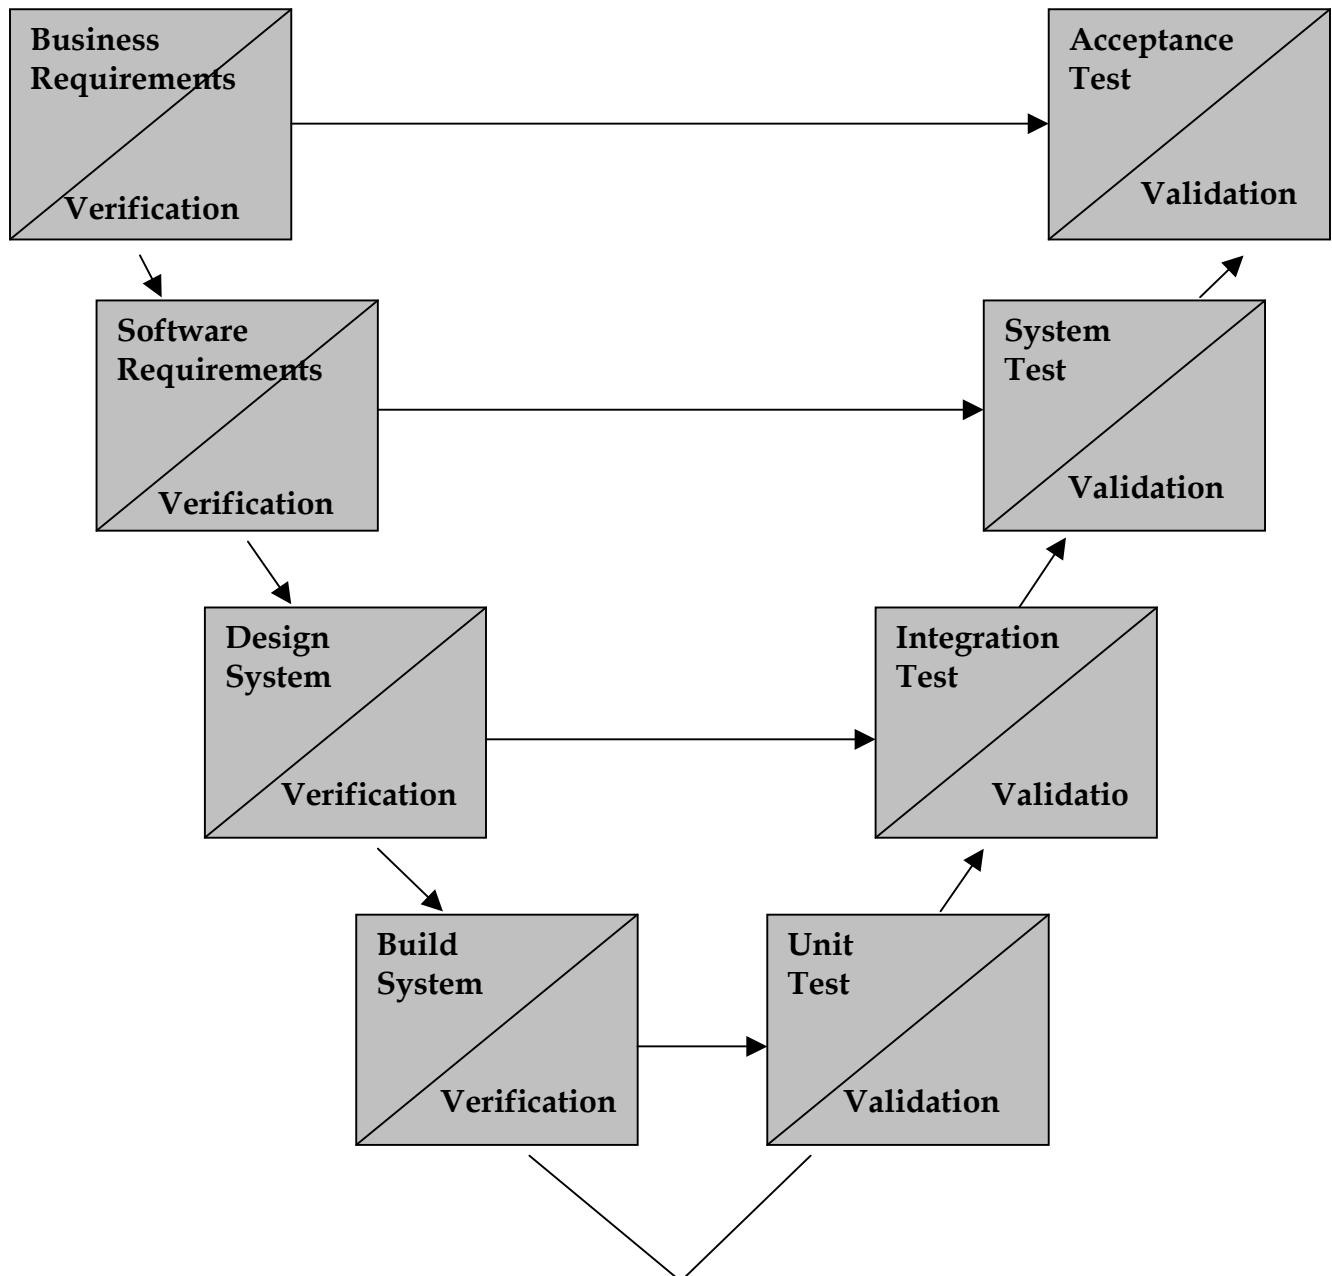 Business
Requirements
Verification
Acceptance
Test
Validation
Software
Requirements
Verification
System
Test
Validation
Design
System
Verification
Integration
Test
Validatio
Build
System
Verification
Unit
Test
Validation